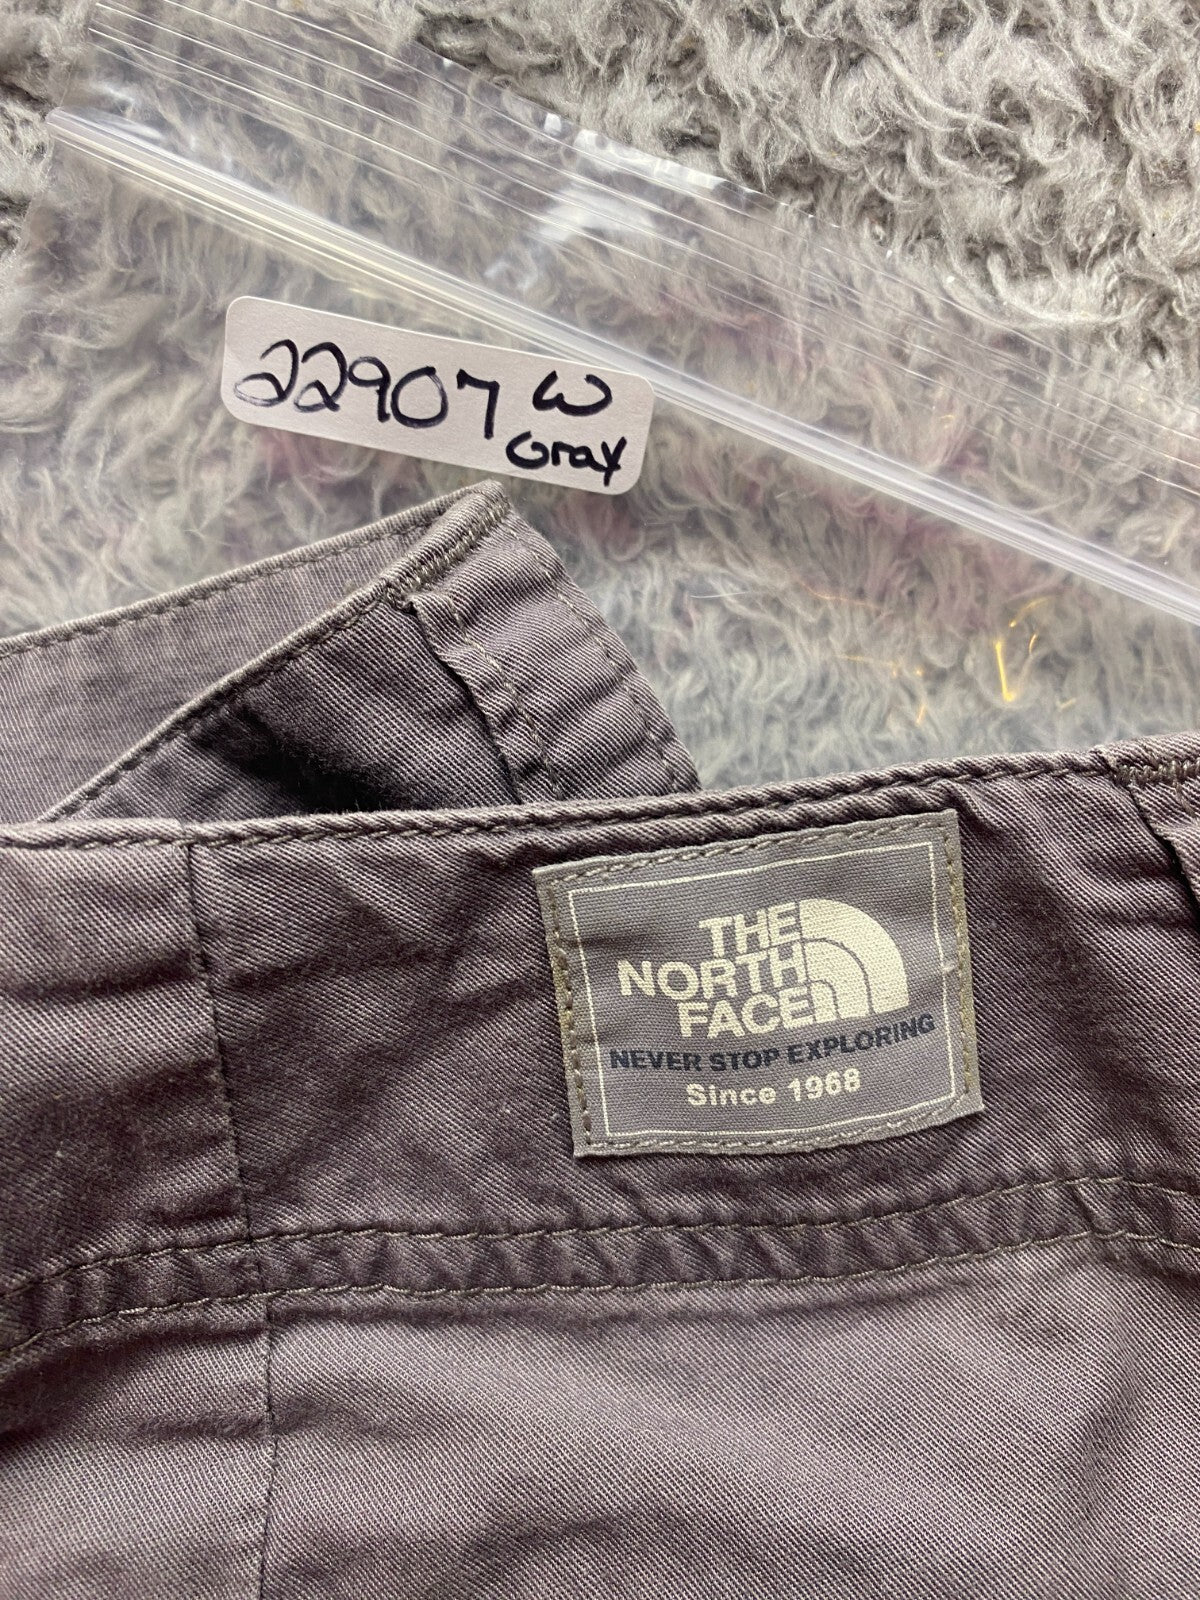 22907 W
Gray
THE
NORTH
FACE
NEVER STOP EXPLORING
Since 1968